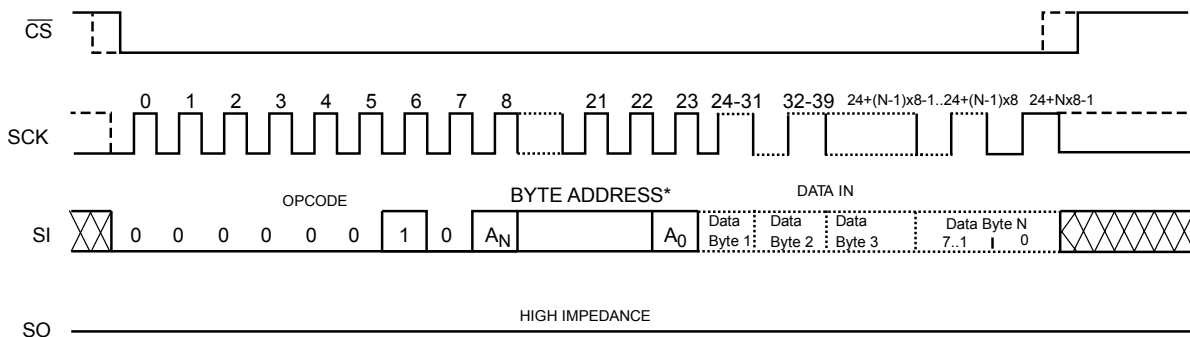 CS
0 1 2 3 4 5 6 7 8 21 22 23 24-31 32-39 24+(N-1)x8-1..24+(N-1)x8 24+Nx8-1
SCK
OPCODE BYTE ADDRESS* DATA IN
SI 0 0 0 0 0 0 1 0 AN A0 Data Byte 1 Data Byte 2 Data Byte 3 Data Byte N 7..1 0
HIGH IMPEDANCE
SO